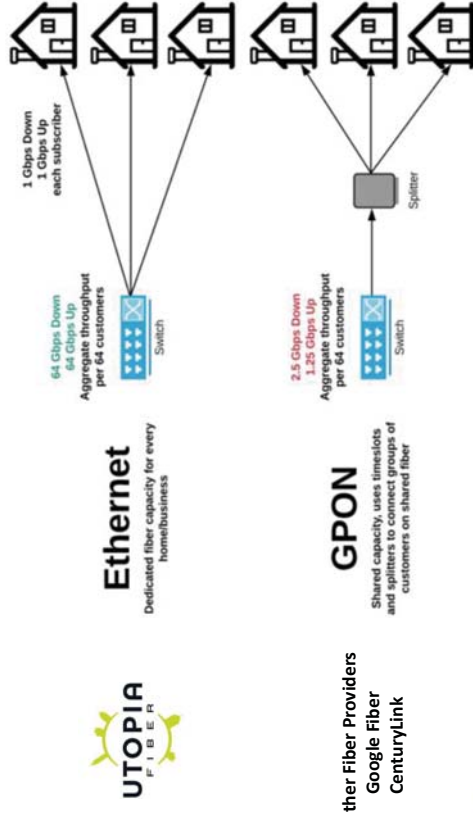 UTOPIA
FIBER
Ethernet
Dedicated fiber capacity for every
home/business
64 Gbps Down
64 Gbps Up
Aggregate throughput
per 64 customers
Switch
1 Gbps Down
1 Gbps Up
each subscriber
ther Fiber Providers
Google Fiber
CenturyLink
GPON
Shared capacity, uses timeslots
and splitters to connect groups of
customers on shared fiber
2.5 Gbps Down
1.25 Gbps Up
Aggregate throughput
per 64 customers
Switch
Splitter